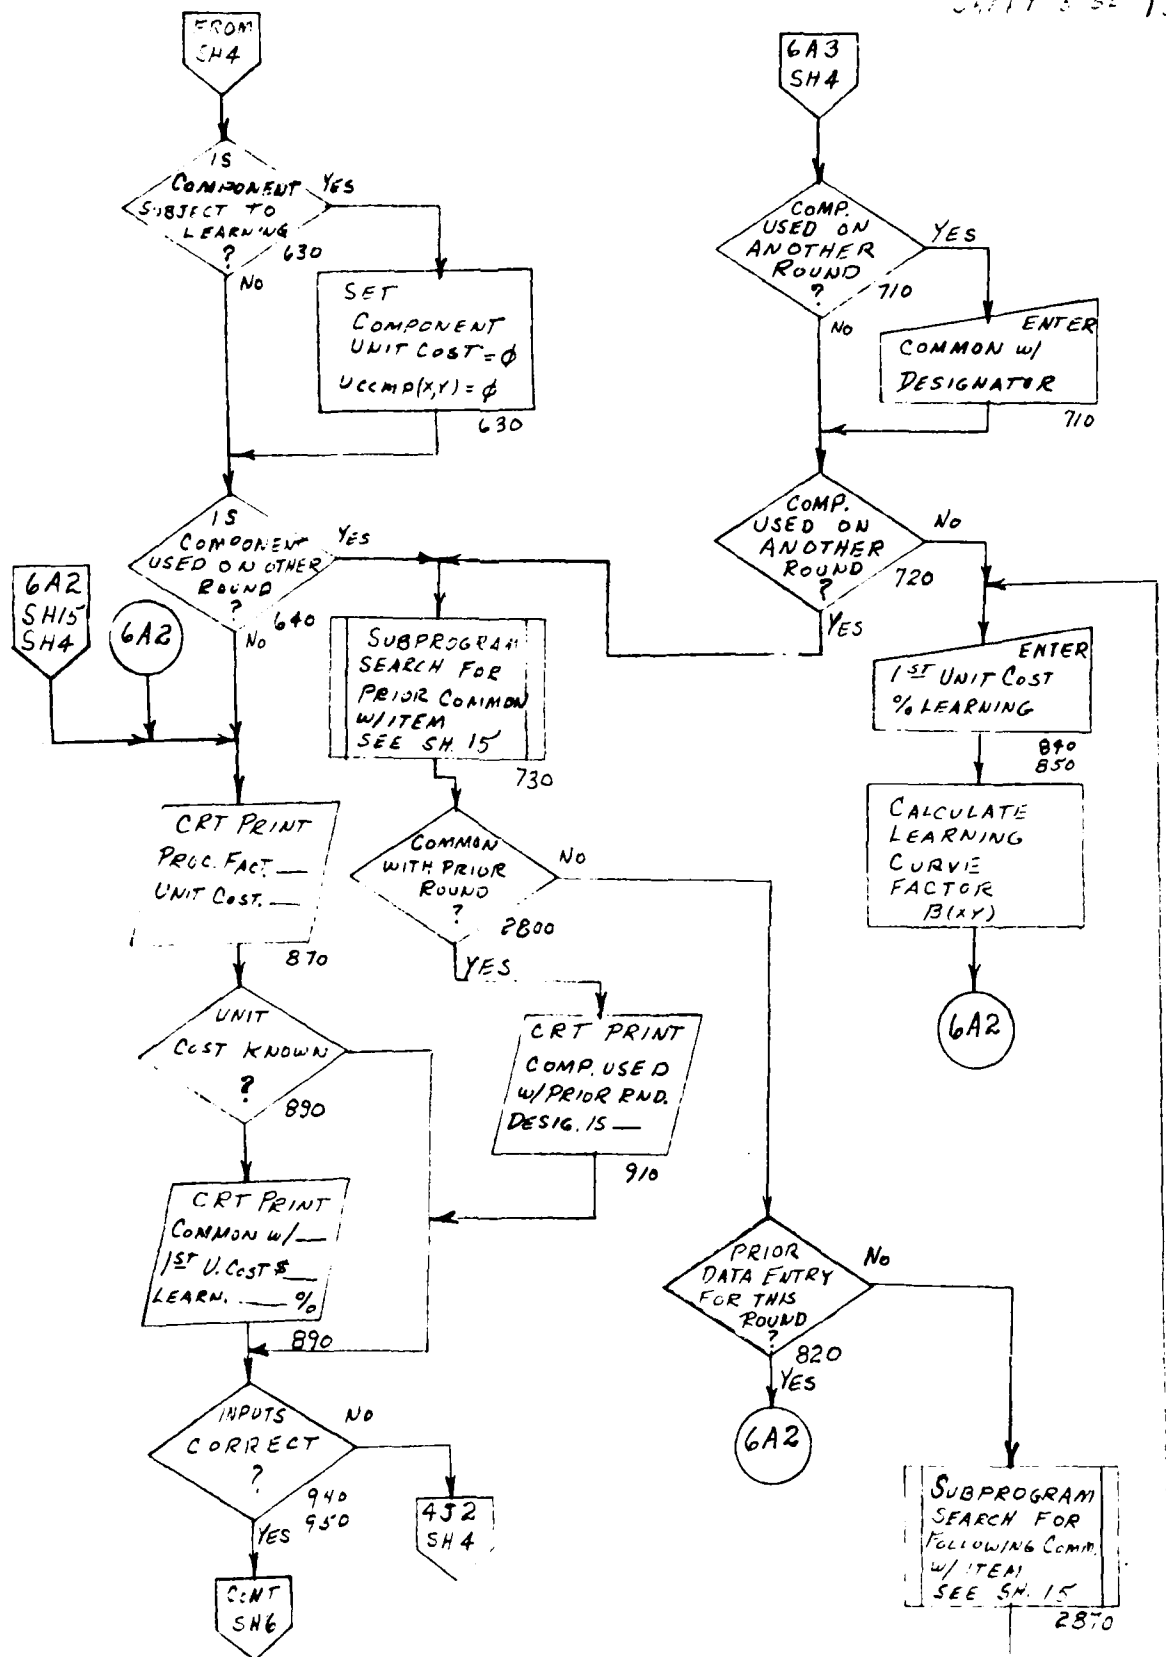 FROM
SH4
IS
COMPONENT
SUBJECT TO
LEARNING
?
630
YES
NO
SET
COMPONENT
UNIT COST = φ
UCCMP(X,Y) = φ
630
IS
COMPONENT
USED ON OTHER
ROUND
?
640
YES
NO
6A2
SH15
SH4
6A2
SUBPROGRAM
SEARCH FOR
PRIOR COMMON
W/ITEM
SEE SH. 15
730
CRT PRINT
PROC. FACT. __
UNIT COST. __
870
COMMON
WITH PRIOR
ROUND
?
2800
NO
YES
UNIT
COST KNOWN
?
890
CRT PRINT
COMP. USED
W/PRIOR RND.
DESIG. IS __
910
CRT PRINT
COMMON W/ __
1ST U. COST $ __
LEARN. __ %
890
INPUTS
CORRECT
?
940
950
NO
YES
4J2
SH4
CONT
SH6
6A3
SH4
COMP.
USED ON
ANOTHER
ROUND
?
710
YES
NO
ENTER
COMMON W/
DESIGNATOR
710
COMP.
USED ON
ANOTHER
ROUND
?
720
NO
YES
ENTER
1ST UNIT COST
% LEARNING
840
850
CALCULATE
LEARNING
CURVE
FACTOR
B(XY)
6A2
PRIOR
DATA ENTRY
FOR THIS
ROUND
?
820
NO
YES
6A2
SUBPROGRAM
SEARCH FOR
FOLLOWING COMM.
W/ ITEM
SEE SH. 15
2870